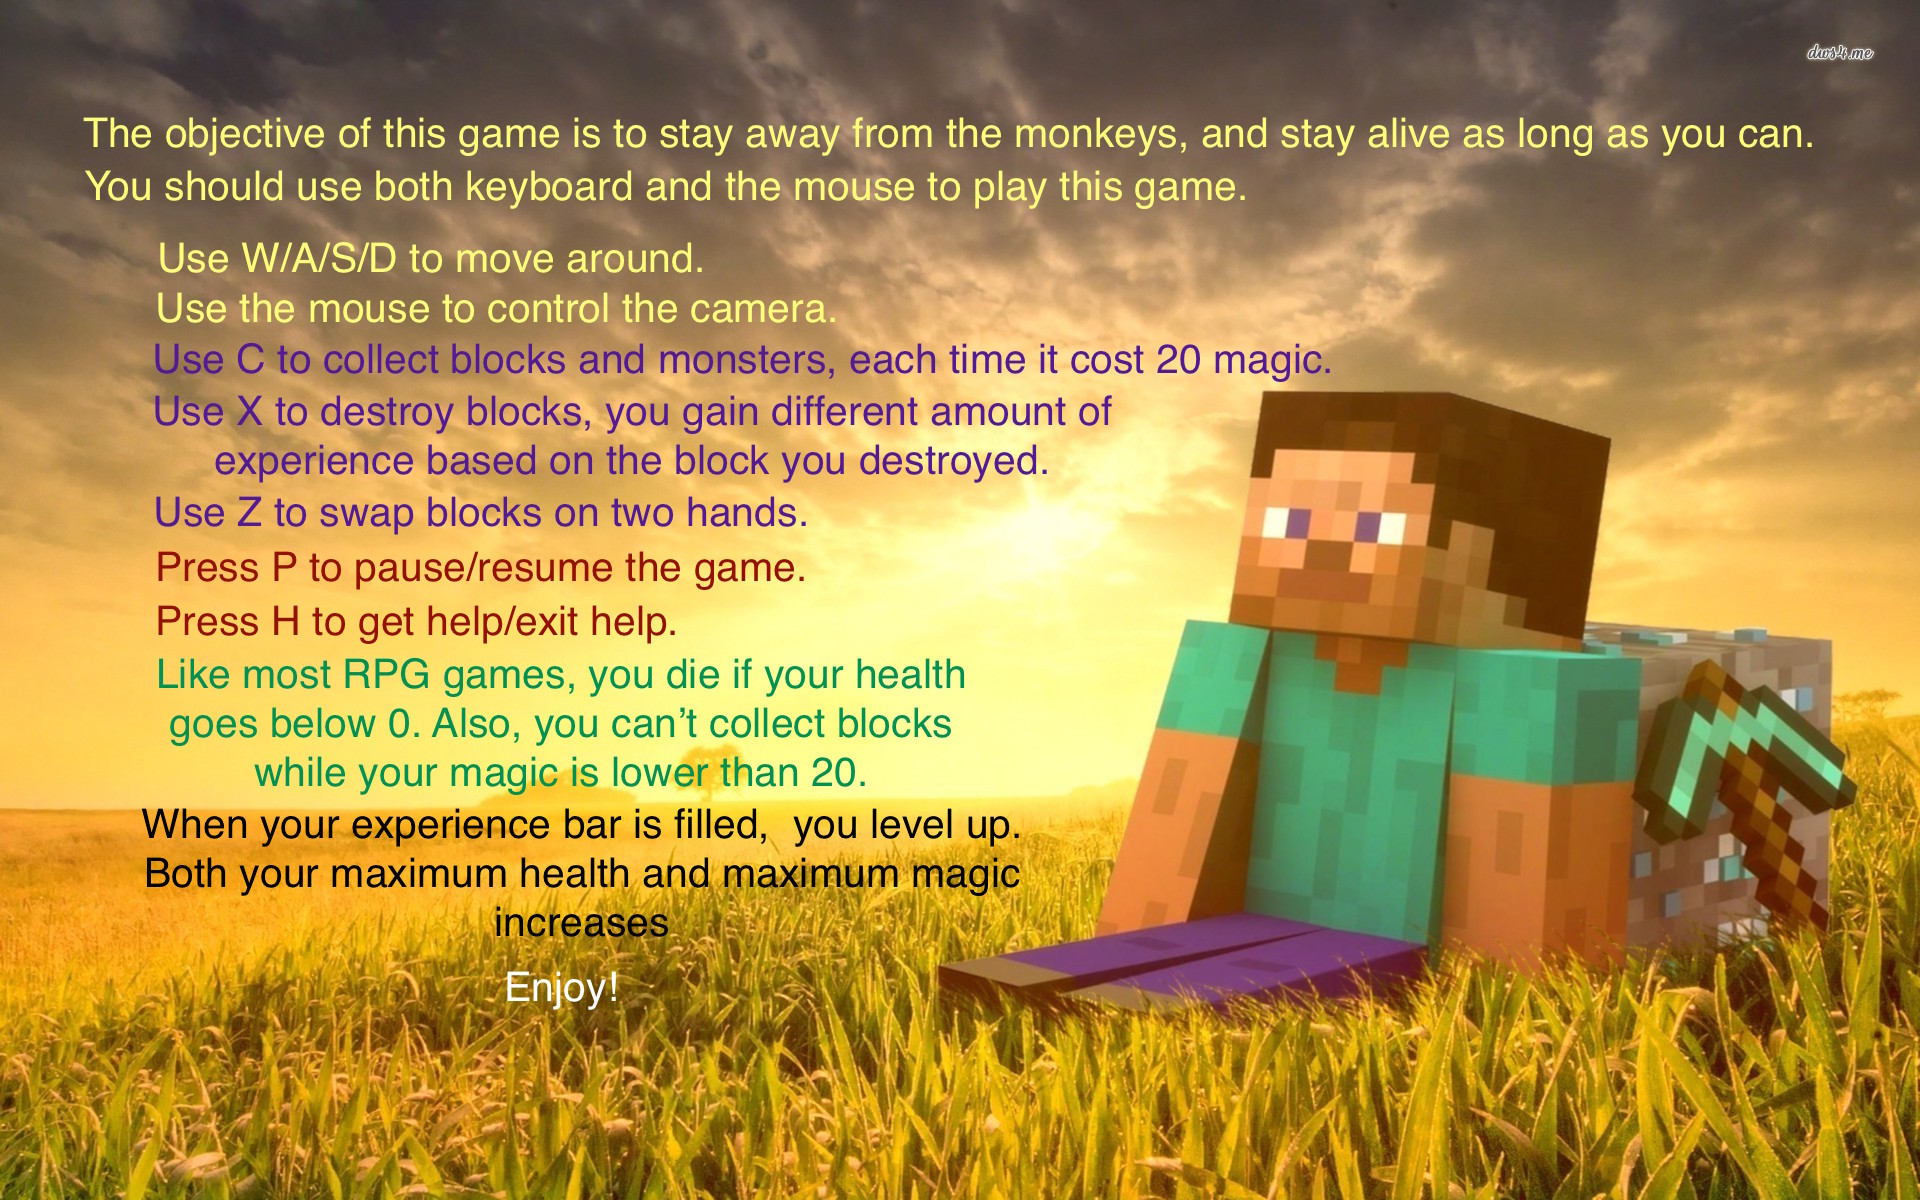 dws4.me
The objective of this game is to stay away from the monkeys, and stay alive as long as you can.
You should use both keyboard and the mouse to play this game.
Use W/A/S/D to move around.
Use the mouse to control the camera.
Use C to collect blocks and monsters, each time it cost 20 magic.
Use X to destroy blocks, you gain different amount of
experience based on the block you destroyed.
Use Z to swap blocks on two hands.
Press P to pause/resume the game.
Press H to get help/exit help.
Like most RPG games, you die if your health
goes below 0. Also, you can’t collect blocks
while your magic is lower than 20.
When your experience bar is filled,  you level up.
Both your maximum health and maximum magic
increases
Enjoy!